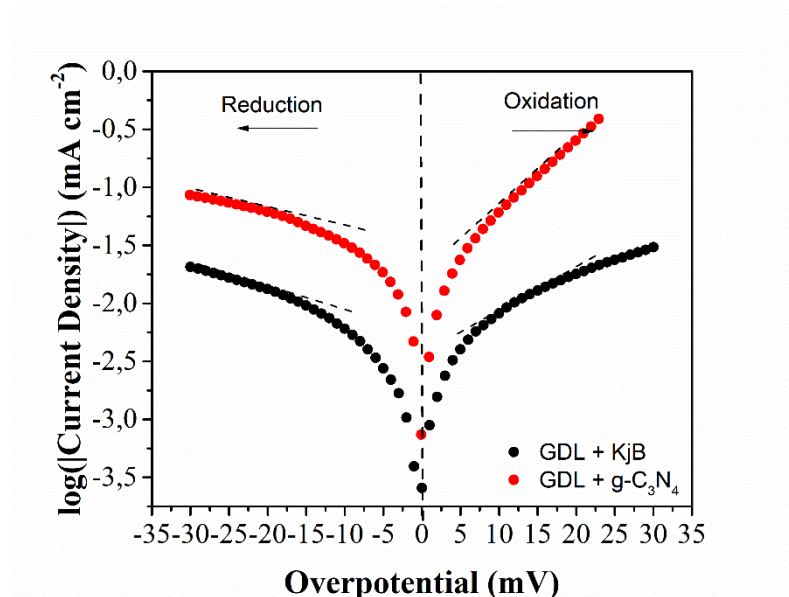 log(|Current Density|) (mA cm⁻²)
0,0
-0,5
-1,0
-1,5
-2,0
-2,5
-3,0
-3,5
Reduction
Oxidation
GDL + KjB
GDL + g-C₃N₄
-35 -30 -25 -20 -15 -10 -5 0 5 10 15 20 25 30 35
Overpotential (mV)